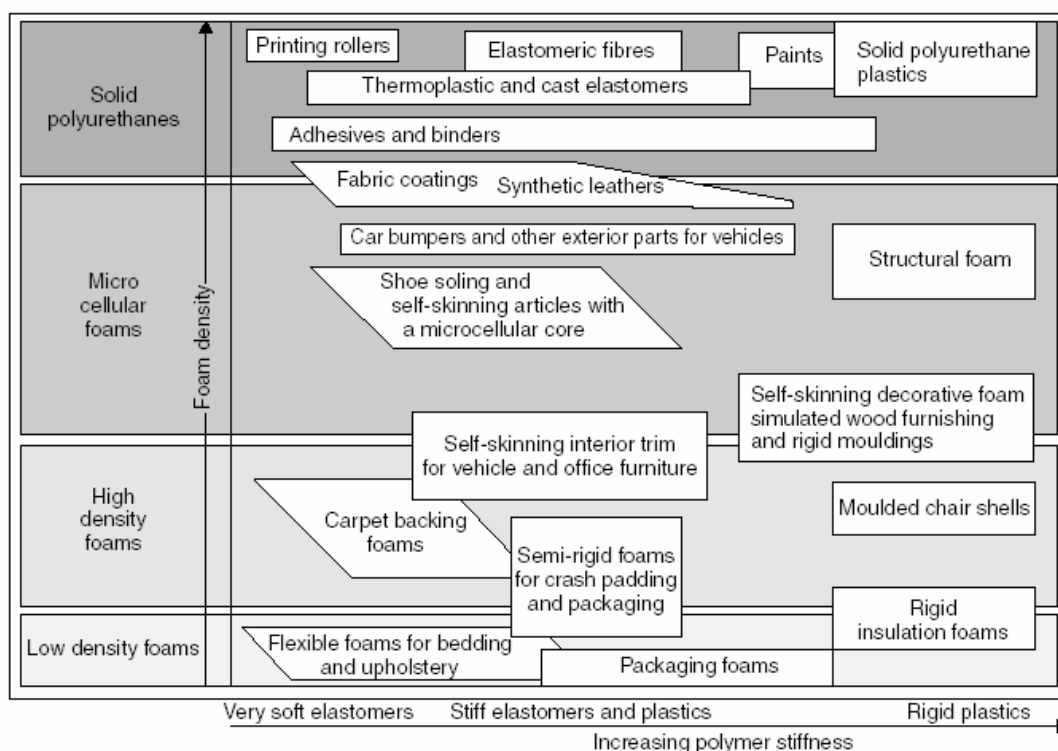 Printing rollers
Elastomeric fibres
Paints
Solid polyurethane
plastics
Thermoplastic and cast elastomers
Solid
polyurethanes
Adhesives and binders
Fabric coatings
Synthetic leathers
Car bumpers and other exterior parts for vehicles
Structural foam
Micro
cellular
foams
Shoe soling and
self-skinning articles with
a microcellular core
Foam density
Self-skinning decorative foam
simulated wood furnishing
and rigid mouldings
Self-skinning interior trim
for vehicle and office furniture
High
density
foams
Carpet backing
foams
Moulded chair shells
Semi-rigid foams
for crash padding
and packaging
Rigid
insulation foams
Low density foams
Flexible foams for bedding
and upholstery
Packaging foams
Very soft elastomers
Stiff elastomers and plastics
Rigid plastics
Increasing polymer stiffness